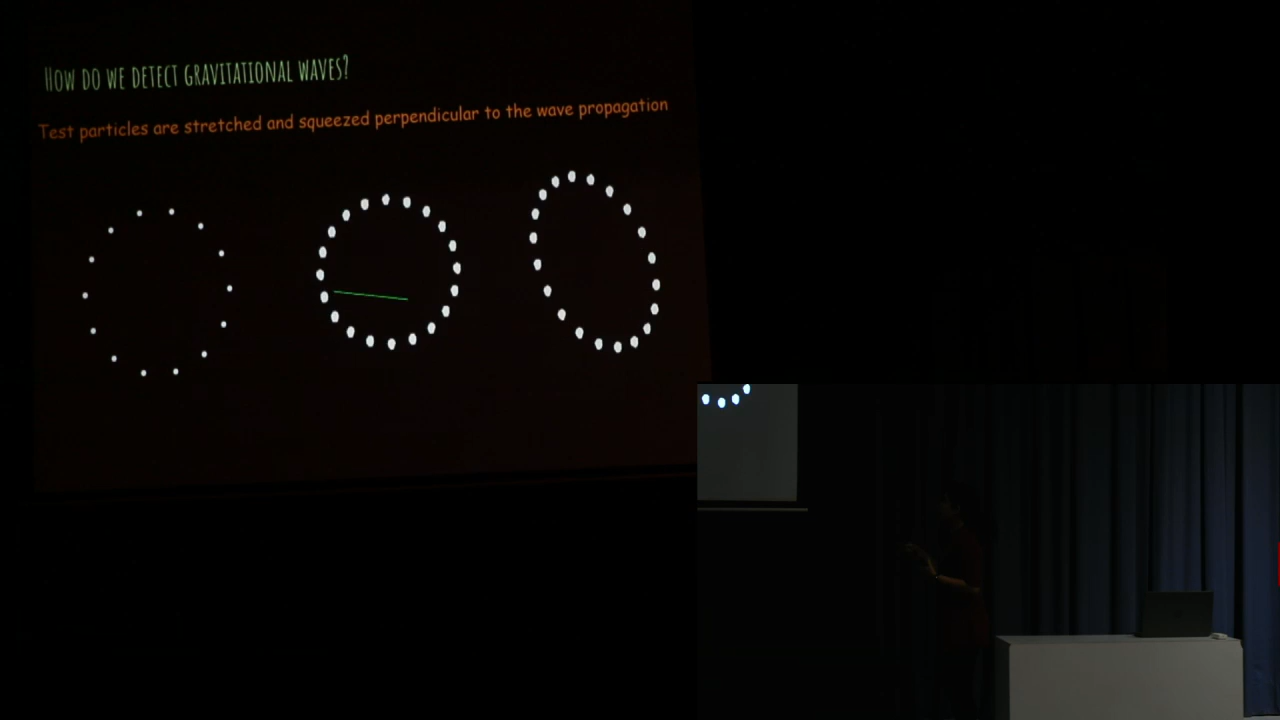 HOW DO WE DETECT GRAVITATIONAL WAVES?
Test particles are stretched and squeezed perpendicular to the wave propagation